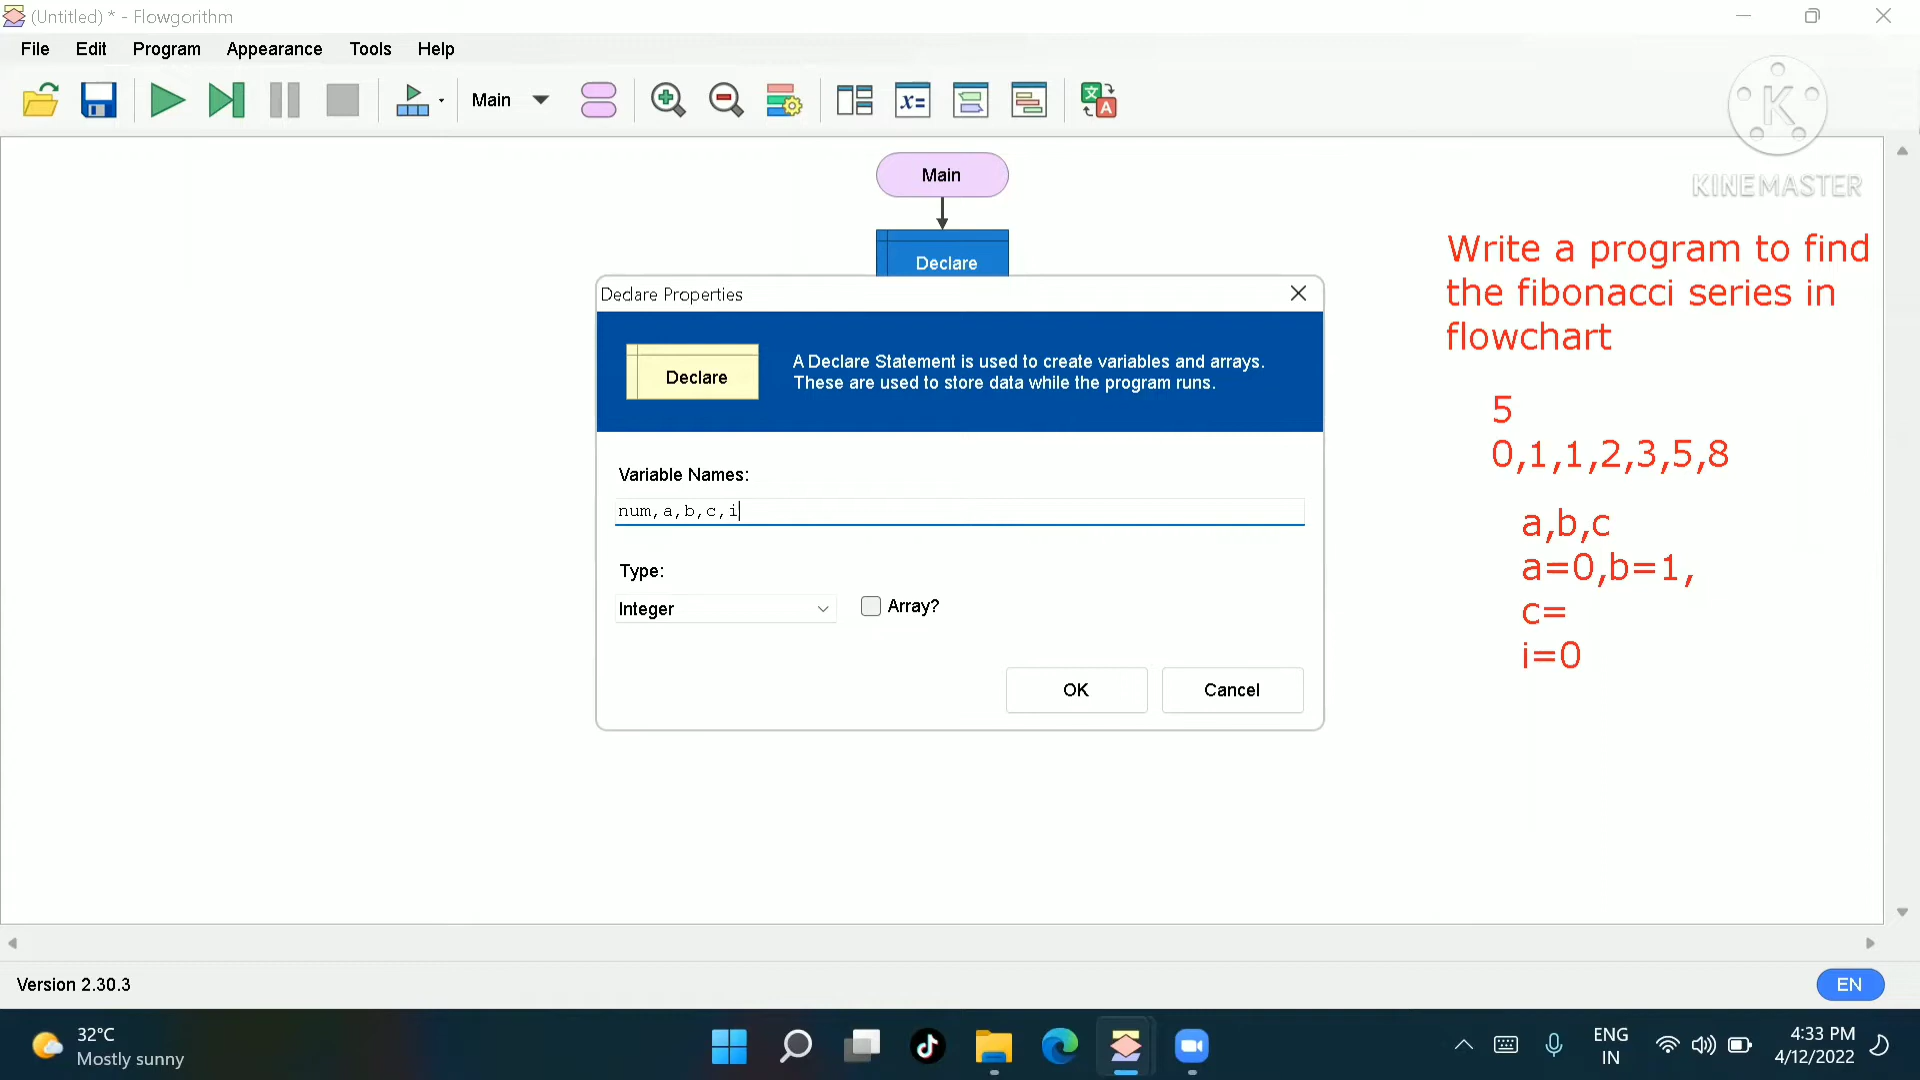 (Untitled) * - Flowgorithm
File Edit Program Appearance Tools Help
Main
x=
文 A
K
KINEMASTER
Main
Declare
Declare Properties
Declare
A Declare Statement is used to create variables and arrays.
These are used to store data while the program runs.
Variable Names:
num,a,b,c,i
Type:
Integer
Array?
OK
Cancel
Write a program to find
the fibonacci series in
flowchart
5
0,1,1,2,3,5,8
a,b,c
a=0,b=1,
c=
i=0
Version 2.30.3
EN
32°C
Mostly sunny
ENG
IN
4:33 PM
4/12/2022